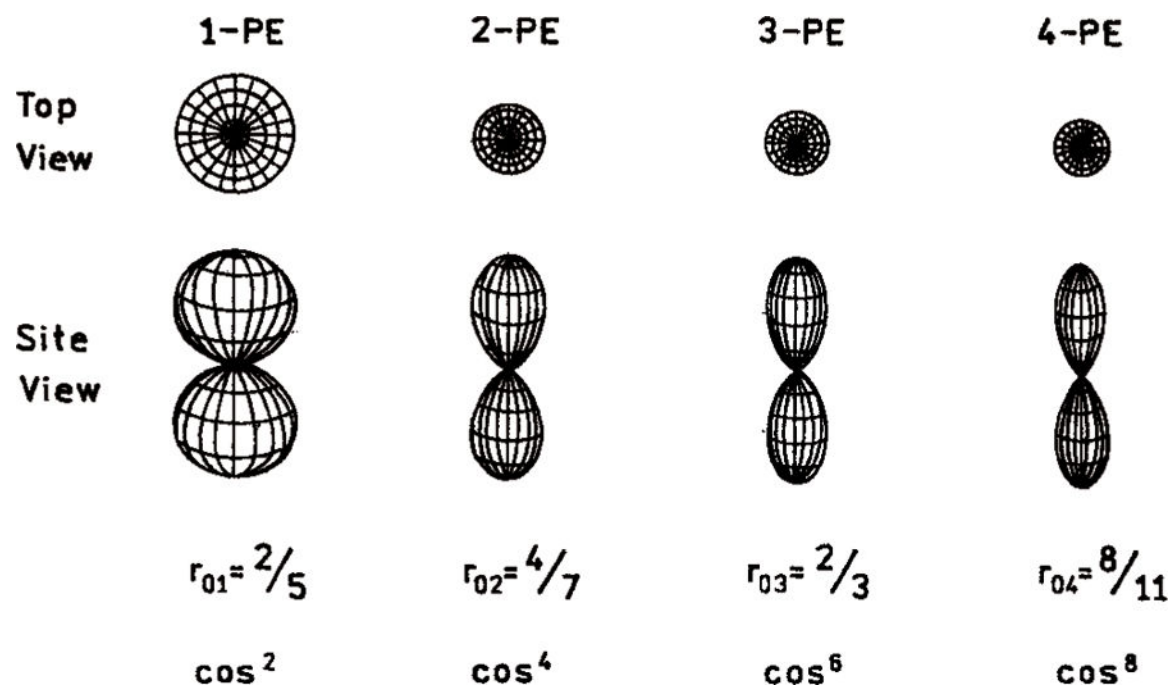 1-PE 2-PE 3-PE 4-PE
Top
View
Site
View
r₀₁= 2/5 r₀₂= 4/7 r₀₃= 2/3 r₀₄= 8/11
cos² cos⁴ cos⁶ cos⁸